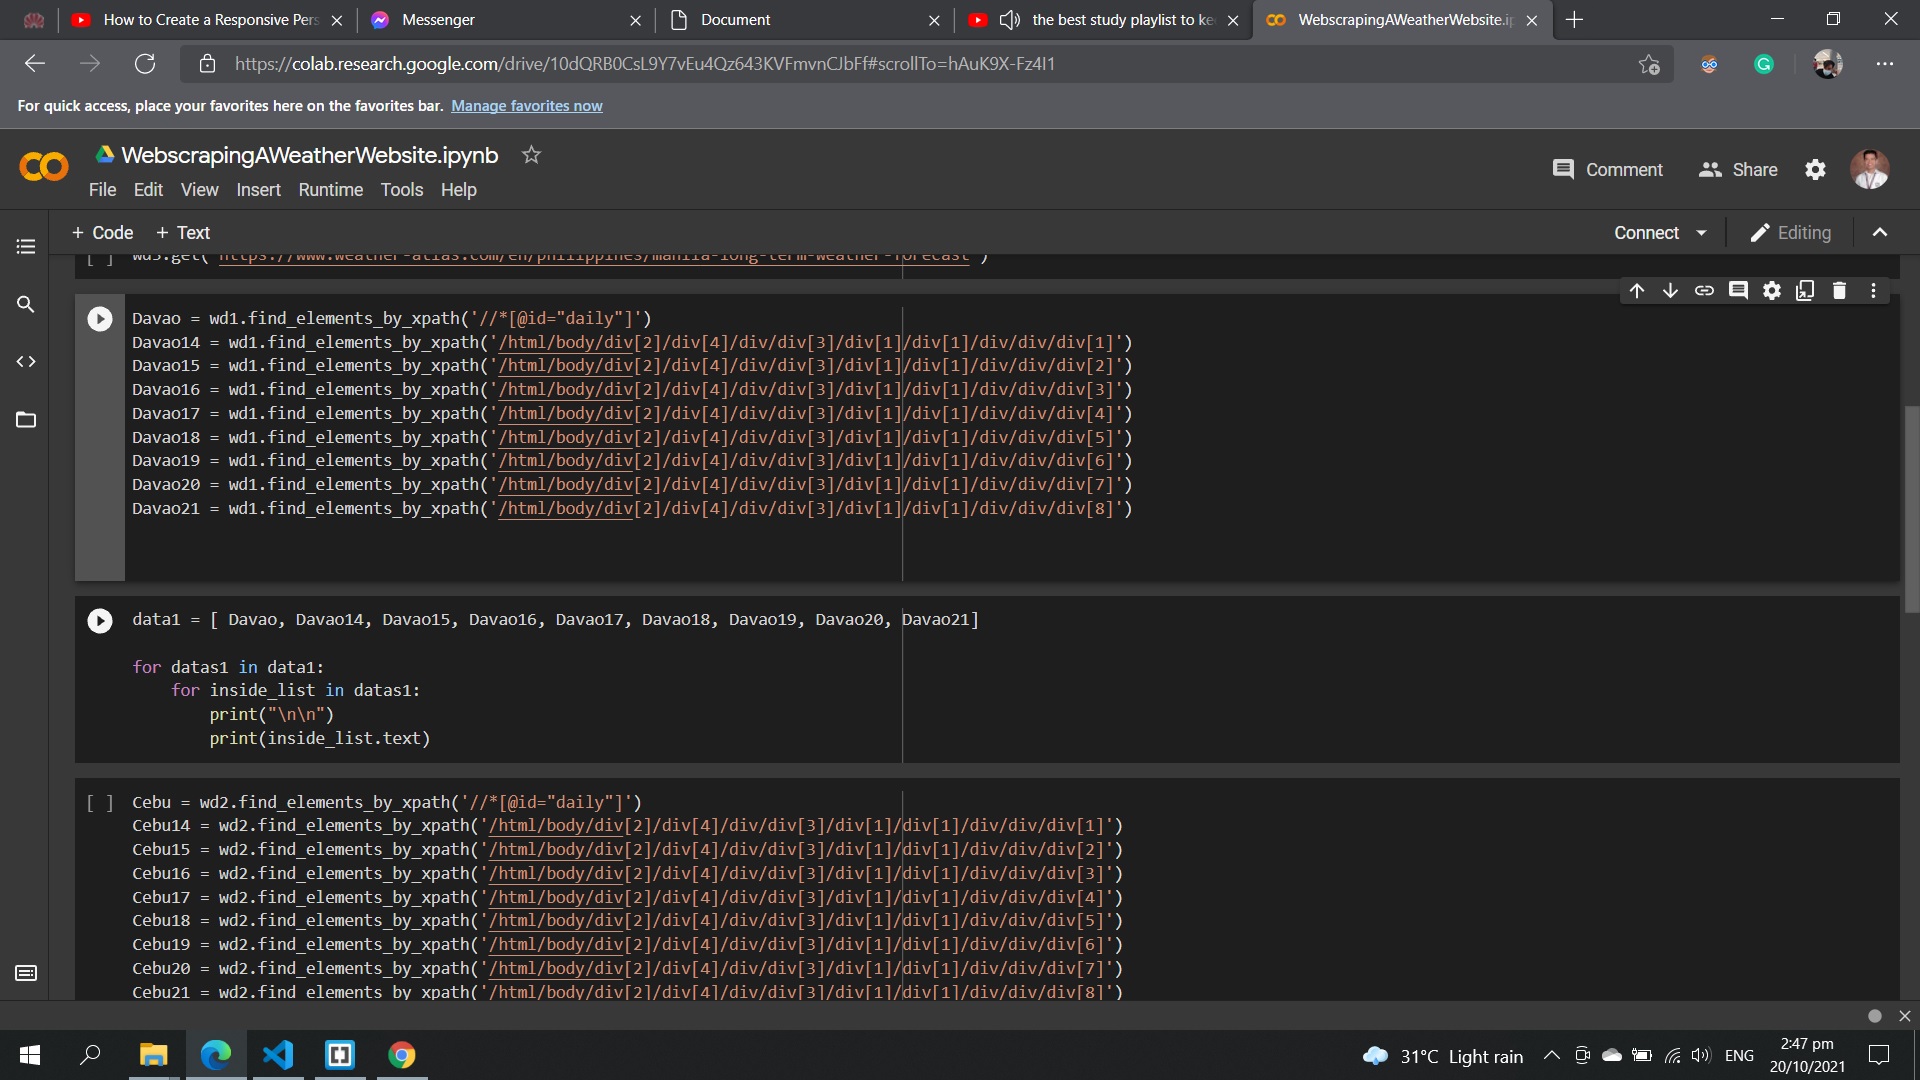 How to Create a Responsive Pers
Messenger
Document
the best study playlist to ke
WebscrapingAWeatherWebsite.ip
https://colab.research.google.com/drive/10dQRB0CsL9Y7vEu4Qz643KVFmvnCJbFf#scrollTo=hAuK9X-Fz4I1
For quick access, place your favorites here on the favorites bar. Manage favorites now
WebscrapingAWeatherWebsite.ipynb
Comment Share
File Edit View Insert Runtime Tools Help
+ Code + Text
Connect Editing
[ ] wd3.get('https://www.weather-atlas.com/en/philippines/manila-long-term-weather-forecast')
Davao = wd1.find_elements_by_xpath('//*[@id="daily"]')
Davao14 = wd1.find_elements_by_xpath('/html/body/div[2]/div[4]/div/div[3]/div[1]/div[1]/div/div/div[1]')
Davao15 = wd1.find_elements_by_xpath('/html/body/div[2]/div[4]/div/div[3]/div[1]/div[1]/div/div/div[2]')
Davao16 = wd1.find_elements_by_xpath('/html/body/div[2]/div[4]/div/div[3]/div[1]/div[1]/div/div/div[3]')
Davao17 = wd1.find_elements_by_xpath('/html/body/div[2]/div[4]/div/div[3]/div[1]/div[1]/div/div/div[4]')
Davao18 = wd1.find_elements_by_xpath('/html/body/div[2]/div[4]/div/div[3]/div[1]/div[1]/div/div/div[5]')
Davao19 = wd1.find_elements_by_xpath('/html/body/div[2]/div[4]/div/div[3]/div[1]/div[1]/div/div/div[6]')
Davao20 = wd1.find_elements_by_xpath('/html/body/div[2]/div[4]/div/div[3]/div[1]/div[1]/div/div/div[7]')
Davao21 = wd1.find_elements_by_xpath('/html/body/div[2]/div[4]/div/div[3]/div[1]/div[1]/div/div/div[8]')
data1 = [ Davao, Davao14, Davao15, Davao16, Davao17, Davao18, Davao19, Davao20, Davao21]
for datas1 in data1:
for inside_list in datas1:
print("\n\n")
print(inside_list.text)
[ ] Cebu = wd2.find_elements_by_xpath('//*[@id="daily"]')
Cebu14 = wd2.find_elements_by_xpath('/html/body/div[2]/div[4]/div/div[3]/div[1]/div[1]/div/div/div[1]')
Cebu15 = wd2.find_elements_by_xpath('/html/body/div[2]/div[4]/div/div[3]/div[1]/div[1]/div/div/div[2]')
Cebu16 = wd2.find_elements_by_xpath('/html/body/div[2]/div[4]/div/div[3]/div[1]/div[1]/div/div/div[3]')
Cebu17 = wd2.find_elements_by_xpath('/html/body/div[2]/div[4]/div/div[3]/div[1]/div[1]/div/div/div[4]')
Cebu18 = wd2.find_elements_by_xpath('/html/body/div[2]/div[4]/div/div[3]/div[1]/div[1]/div/div/div[5]')
Cebu19 = wd2.find_elements_by_xpath('/html/body/div[2]/div[4]/div/div[3]/div[1]/div[1]/div/div/div[6]')
Cebu20 = wd2.find_elements_by_xpath('/html/body/div[2]/div[4]/div/div[3]/div[1]/div[1]/div/div/div[7]')
Cebu21 = wd2.find_elements_by_xpath('/html/body/div[2]/div[4]/div/div[3]/div[1]/div[1]/div/div/div[8]')
31°C Light rain ENG
2:47 pm
20/10/2021